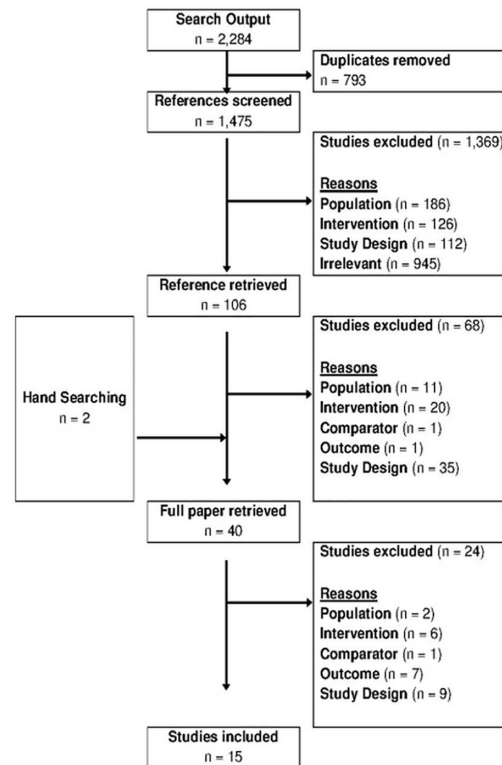 Search Output
n = 2,284
Duplicates removed
n = 793
References screened
n = 1,475
Studies excluded (n = 1,369)
Reasons
Population (n = 186)
Intervention (n = 126)
Study Design (n = 112)
Irrelevant (n = 945)
Reference retrieved
n = 106
Studies excluded (n = 68)
Reasons
Population (n = 11)
Intervention (n = 20)
Comparator (n = 1)
Outcome (n = 1)
Study Design (n = 35)
Hand Searching
n = 2
Full paper retrieved
n = 40
Studies excluded (n = 24)
Reasons
Population (n = 2)
Intervention (n = 6)
Comparator (n = 1)
Outcome (n = 7)
Study Design (n = 9)
Studies included
n = 15